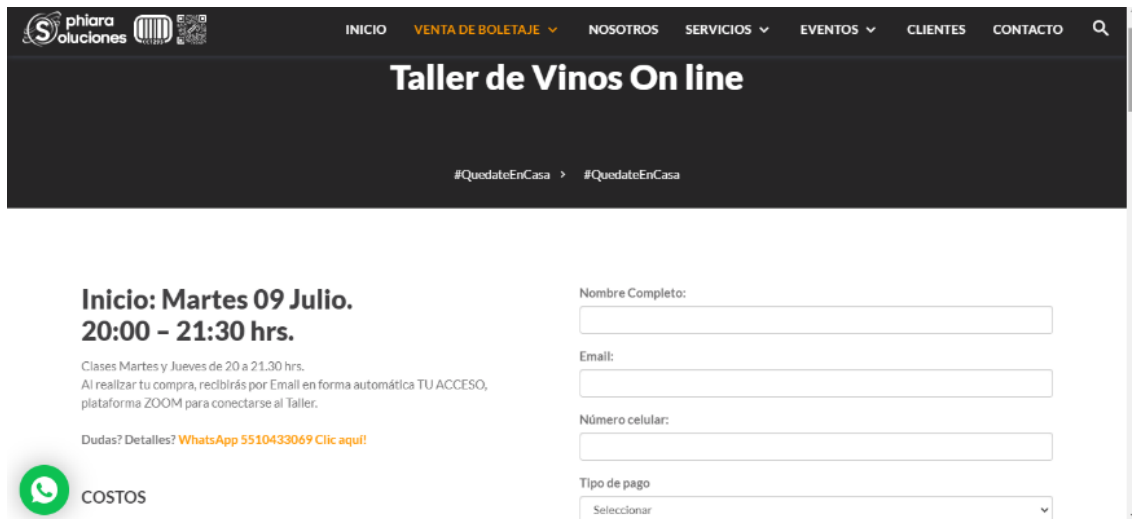 Sphiara
Soluciones
INICIO VENTA DE BOLETAJE NOSOTROS SERVICIOS EVENTOS CLIENTES CONTACTO
Taller de Vinos On line
#QuedateEnCasa > #QuedateEnCasa
Inicio: Martes 09 Julio.
20:00 – 21:30 hrs.
Clases Martes y Jueves de 20 a 21.30 hrs.
Al realizar tu compra, recibirás por Email en forma automática TU ACCESO,
plataforma ZOOM para conectarse al Taller.
Dudas? Detalles? WhatsApp 5510433069 Clic aquí!
COSTOS
Nombre Completo:
Email:
Número celular:
Tipo de pago
Seleccionar